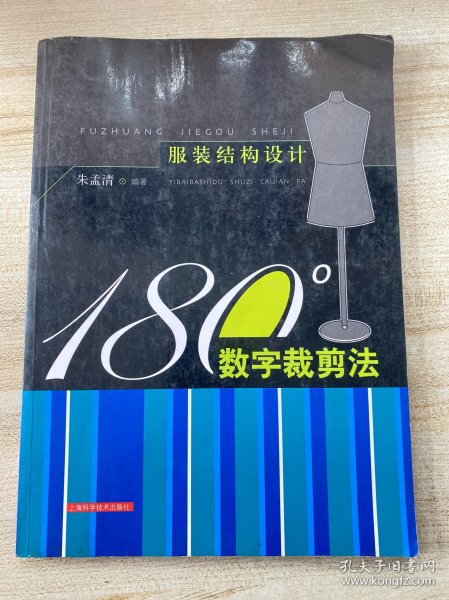 FUZHUANG JIEGOU SHEJI
服装结构设计
朱孟清 编著
YIBAIBASHIDU SHUZI CAIJIAN FA
180°
数字裁剪法
上海科学技术出版社
孔夫子旧书网
www.kongfz.com